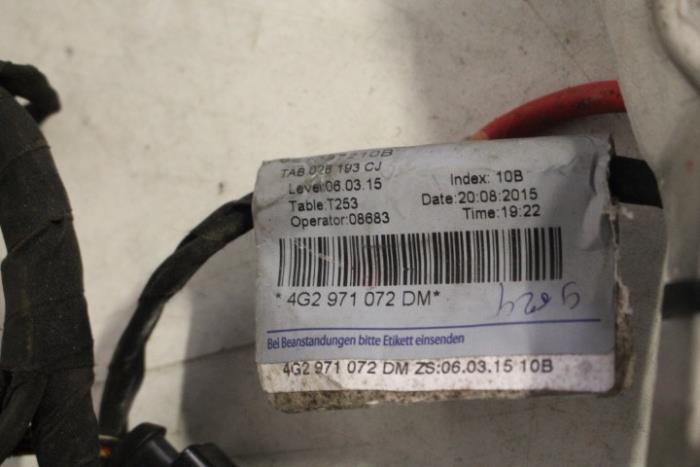 TAB 028 193 CJ
Level:06.03.15 Index: 10B
Table:T253 Date:20:08:2015
Operator:08683 Time:19:22
* 4G2 971 072 DM*
Bei Beanstandungen bitte Etikett einsenden
4G2 971 072 DM ZS:06.03.15 10B